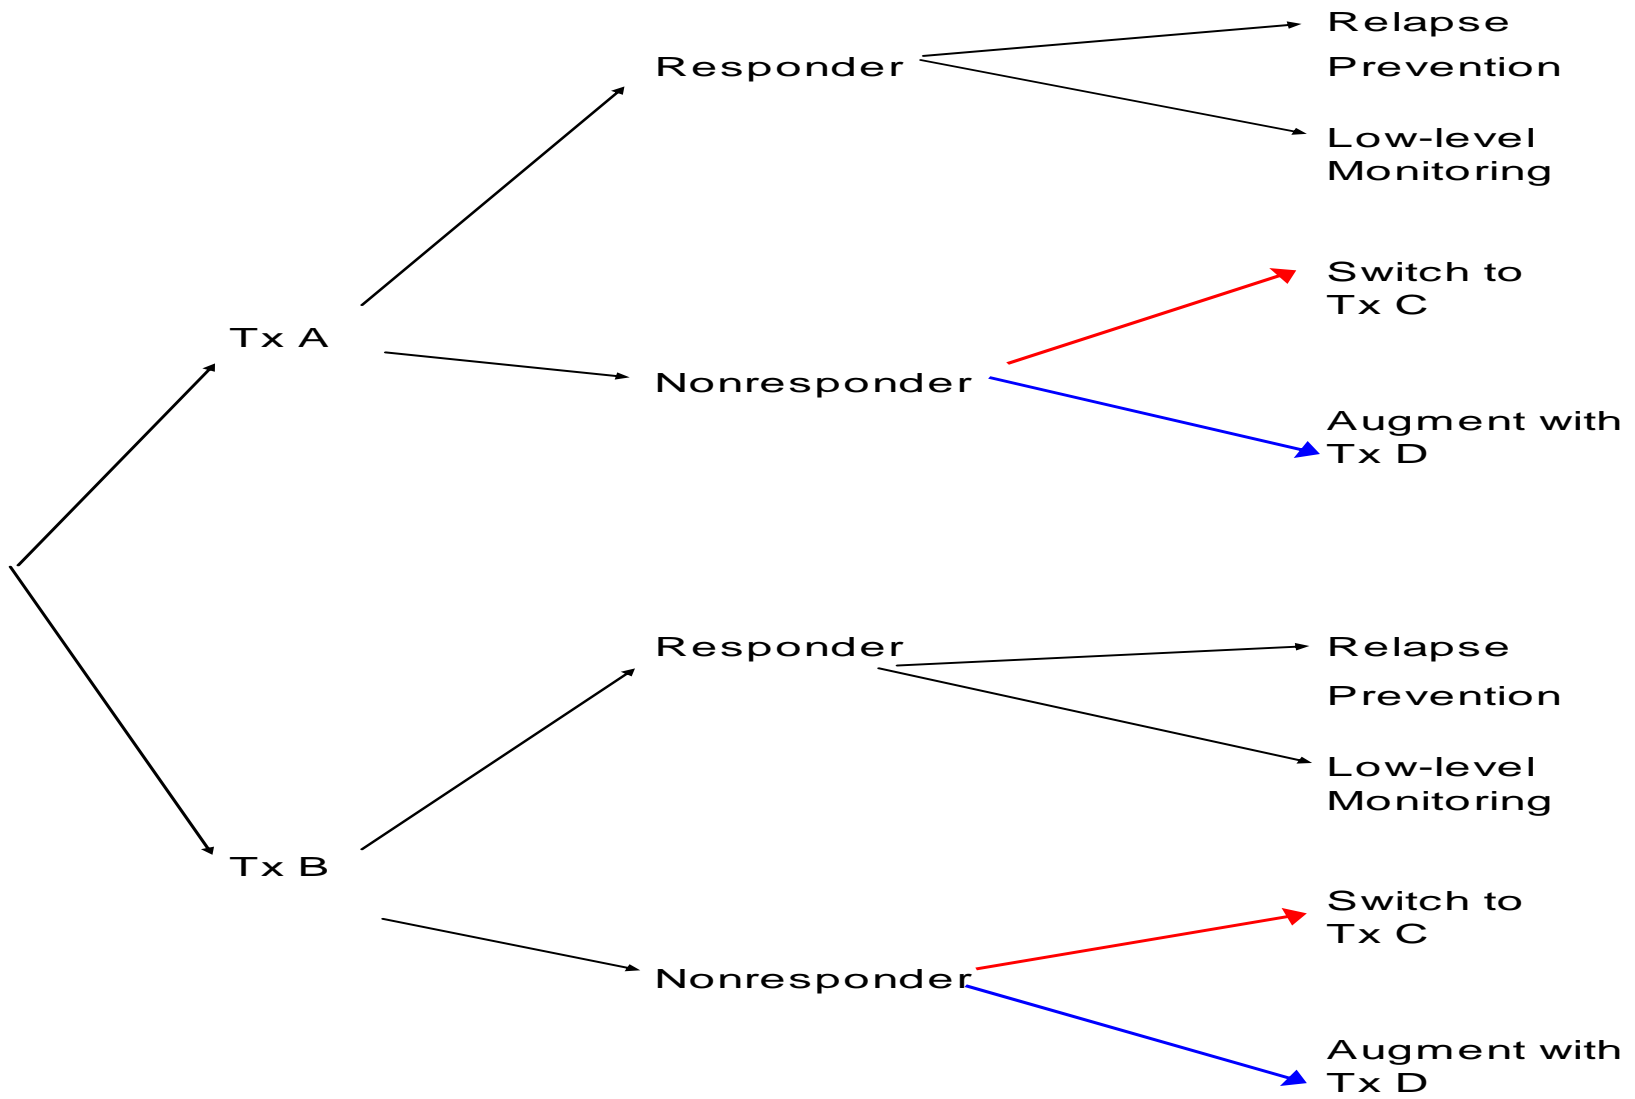 Responder
Relapse
Prevention
Low-level
Monitoring
Tx A
Nonresponder
Switch to
Tx C
Augment with
Tx D
Responder
Relapse
Prevention
Low-level
Monitoring
Tx B
Nonresponder
Switch to
Tx C
Augment with
Tx D